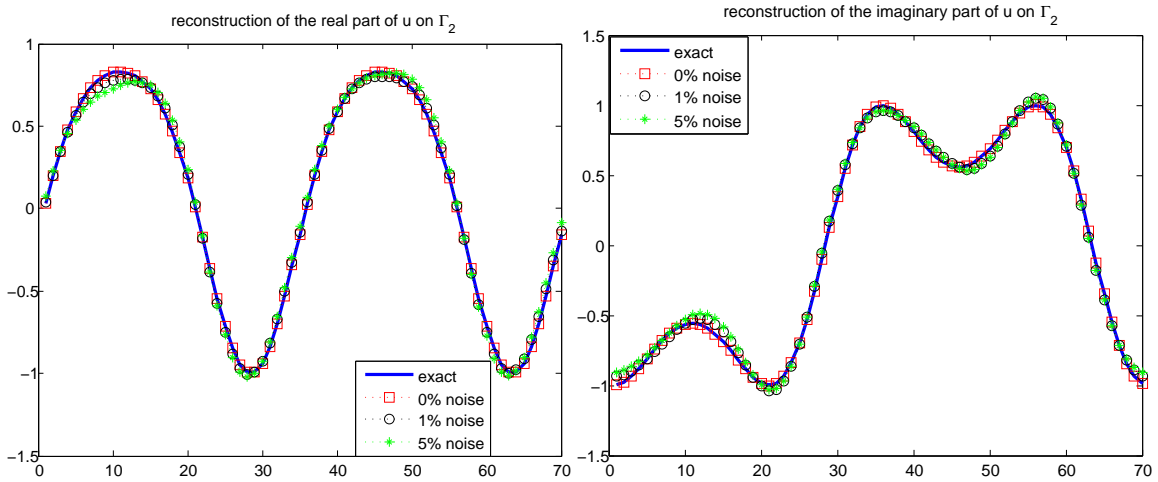 reconstruction of the real part of u on Γ2
1
0.5
0
−0.5
−1
−1.5
0 10 20 30 40 50 60 70
exact
0% noise
1% noise
5% noise
reconstruction of the imaginary part of u on Γ2
1.5
1
0.5
0
−0.5
−1
−1.5
0 10 20 30 40 50 60 70
exact
0% noise
1% noise
5% noise